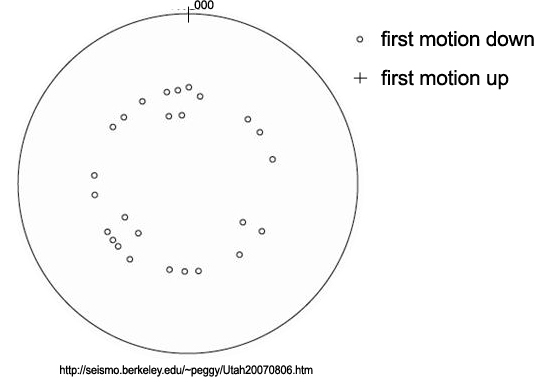 000
first motion down
first motion up
http://seismo.berkeley.edu/~peggy/Utah20070806.htm